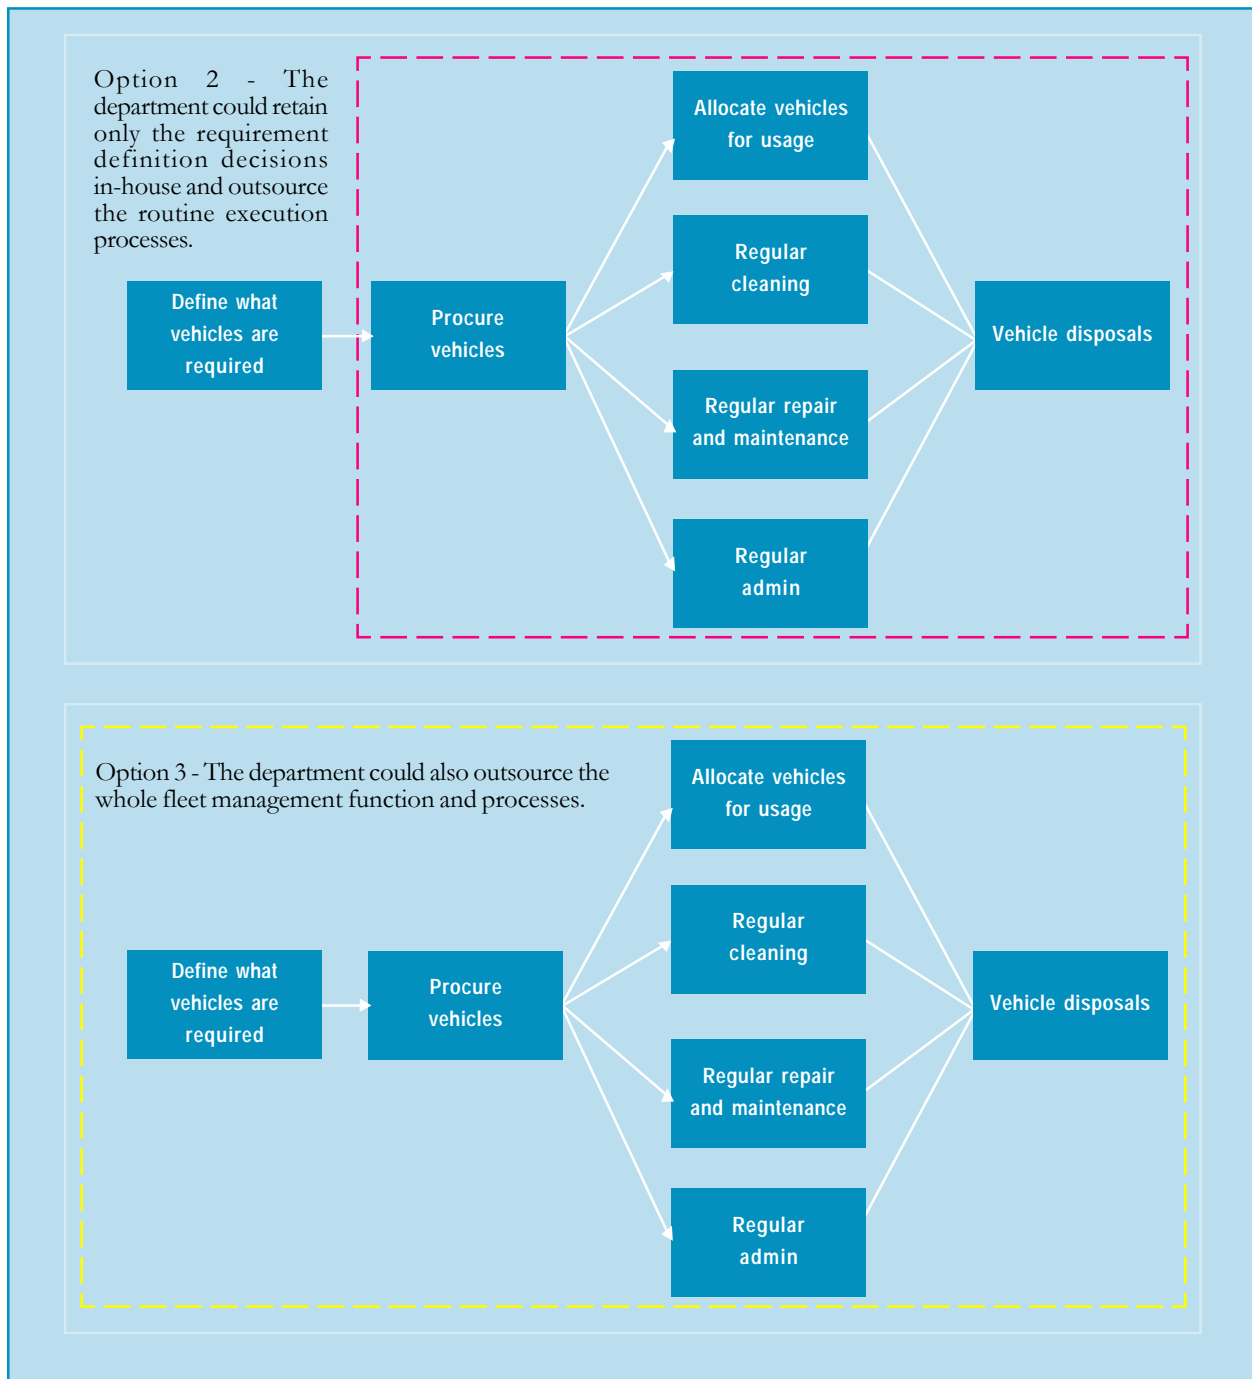 Option 2 - The
department could retain
only the requirement
definition decisions
in-house and outsource
the routine execution
processes.
Define what
vehicles are
required
Procure
vehicles
Allocate vehicles
for usage
Regular
cleaning
Regular repair
and maintenance
Regular
admin
Vehicle disposals
Option 3 - The department could also outsource the
whole fleet management function and processes.
Define what
vehicles are
required
Procure
vehicles
Allocate vehicles
for usage
Regular
cleaning
Regular repair
and maintenance
Regular
admin
Vehicle disposals